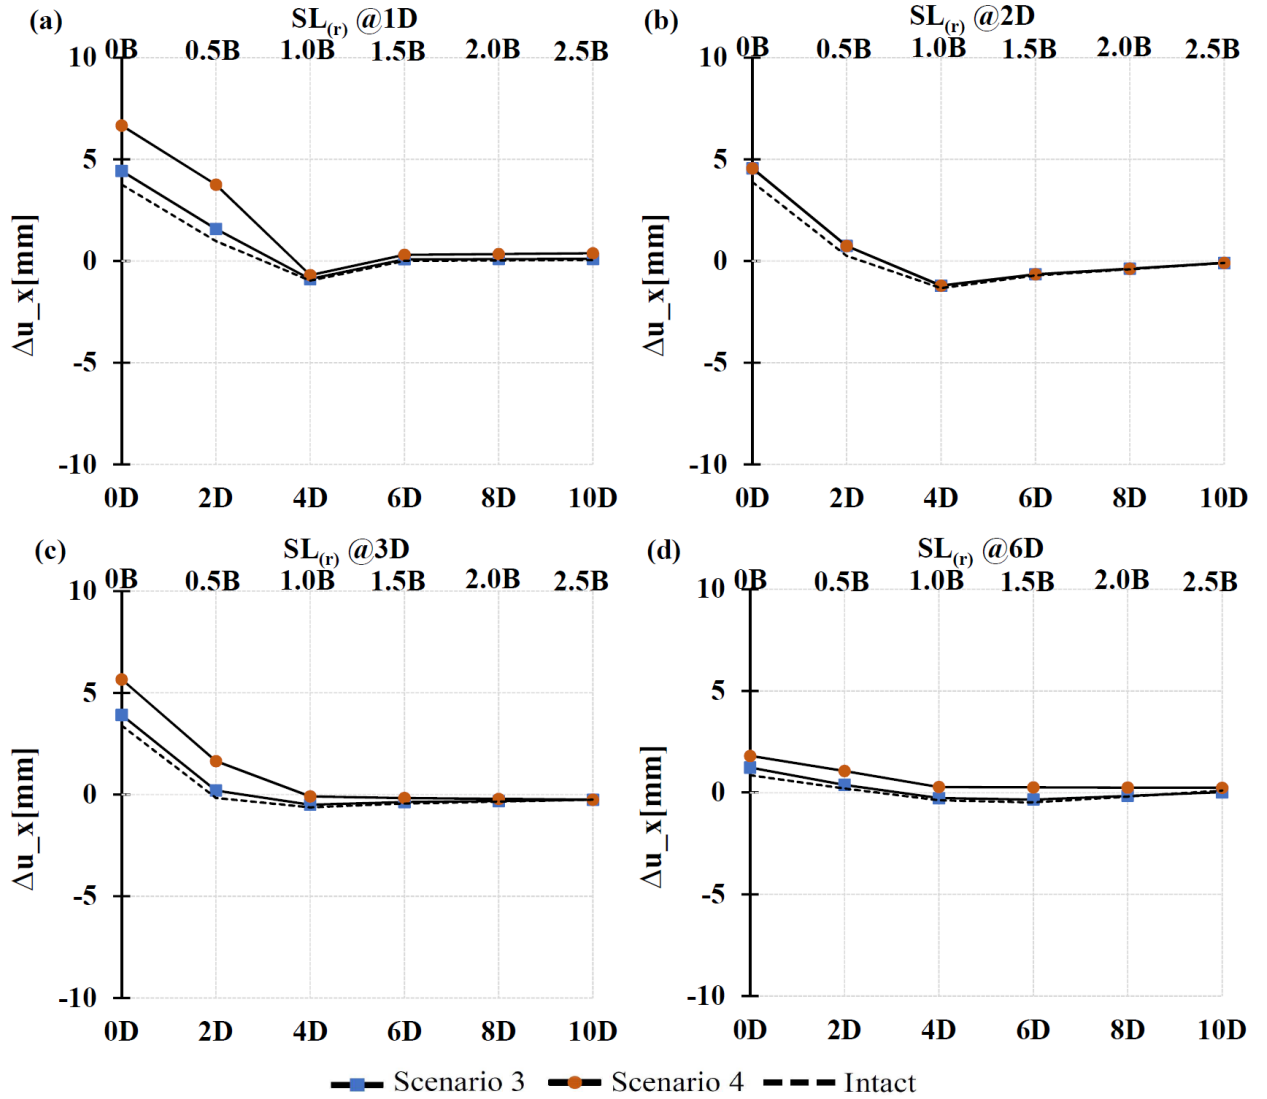 (a) SL(r) @1D
0B 0.5B 1.0B 1.5B 2.0B 2.5B
10
5
0
-5
-10
Δu_x[mm]
0D 2D 4D 6D 8D 10D
(b) SL(r) @2D
0B 0.5B 1.0B 1.5B 2.0B 2.5B
10
5
0
-5
-10
Δu_x[mm]
0D 2D 4D 6D 8D 10D
(c) SL(r) @3D
0B 0.5B 1.0B 1.5B 2.0B 2.5B
10
5
0
-5
-10
Δu_x[mm]
0D 2D 4D 6D 8D 10D
(d) SL(r) @6D
0B 0.5B 1.0B 1.5B 2.0B 2.5B
10
5
0
-5
-10
Δu_x[mm]
0D 2D 4D 6D 8D 10D
Scenario 3 Scenario 4 Intact